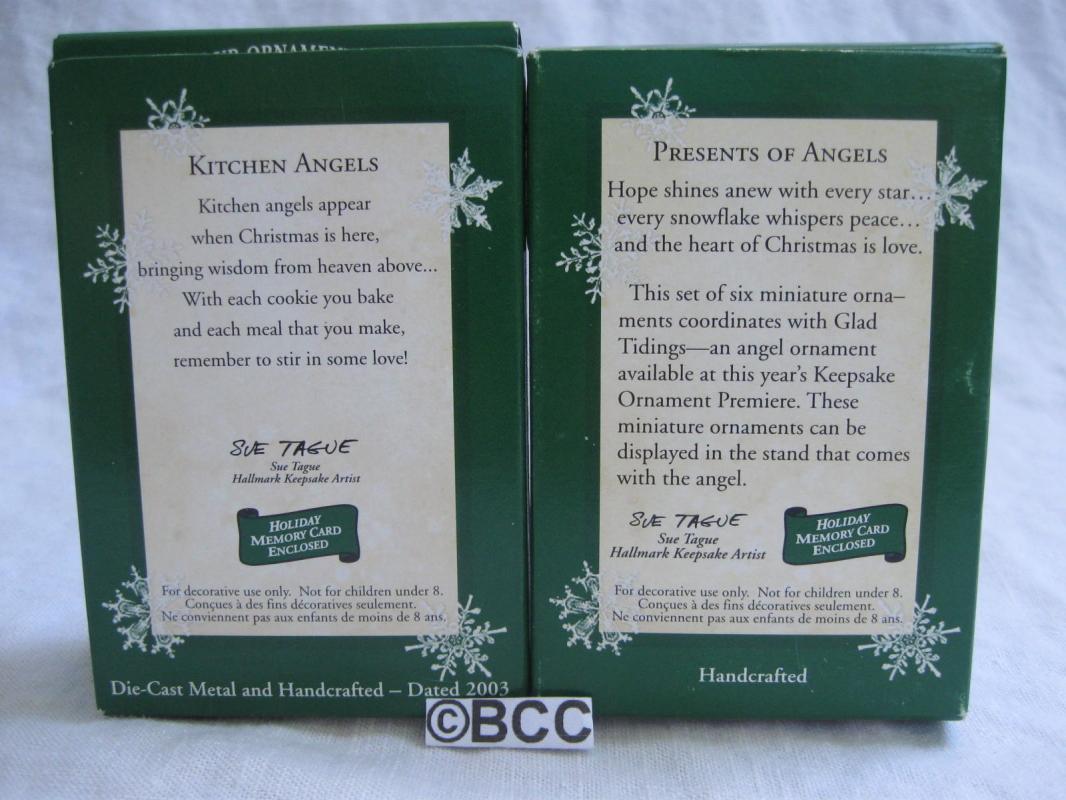 ORNAMEN
KITCHEN ANGELS
Kitchen angels appear
when Christmas is here,
bringing wisdom from heaven above...
With each cookie you bake
and each meal that you make,
remember to stir in some love!
SUE TAGUE
Sue Tague
Hallmark Keepsake Artist
HOLIDAY
MEMORY CARD
ENCLOSED
For decorative use only. Not for children under 8.
Conçues à des fins décoratives seulement.
Ne conviennent pas aux enfants de moins de 8 ans.
Die-Cast Metal and Handcrafted – Dated 2003
PRESENTS OF ANGELS
Hope shines anew with every star...
every snowflake whispers peace...
and the heart of Christmas is love.
This set of six miniature orna–
ments coordinates with Glad
Tidings—an angel ornament
available at this year's Keepsake
Ornament Premiere. These
miniature ornaments can be
displayed in the stand that comes
with the angel.
SUE TAGUE
Sue Tague
Hallmark Keepsake Artist
HOLIDAY
MEMORY CARD
ENCLOSED
For decorative use only. Not for children under 8.
Conçues à des fins décoratives seulement.
Ne conviennent pas aux enfants de moins de 8 ans.
Handcrafted
©BCC